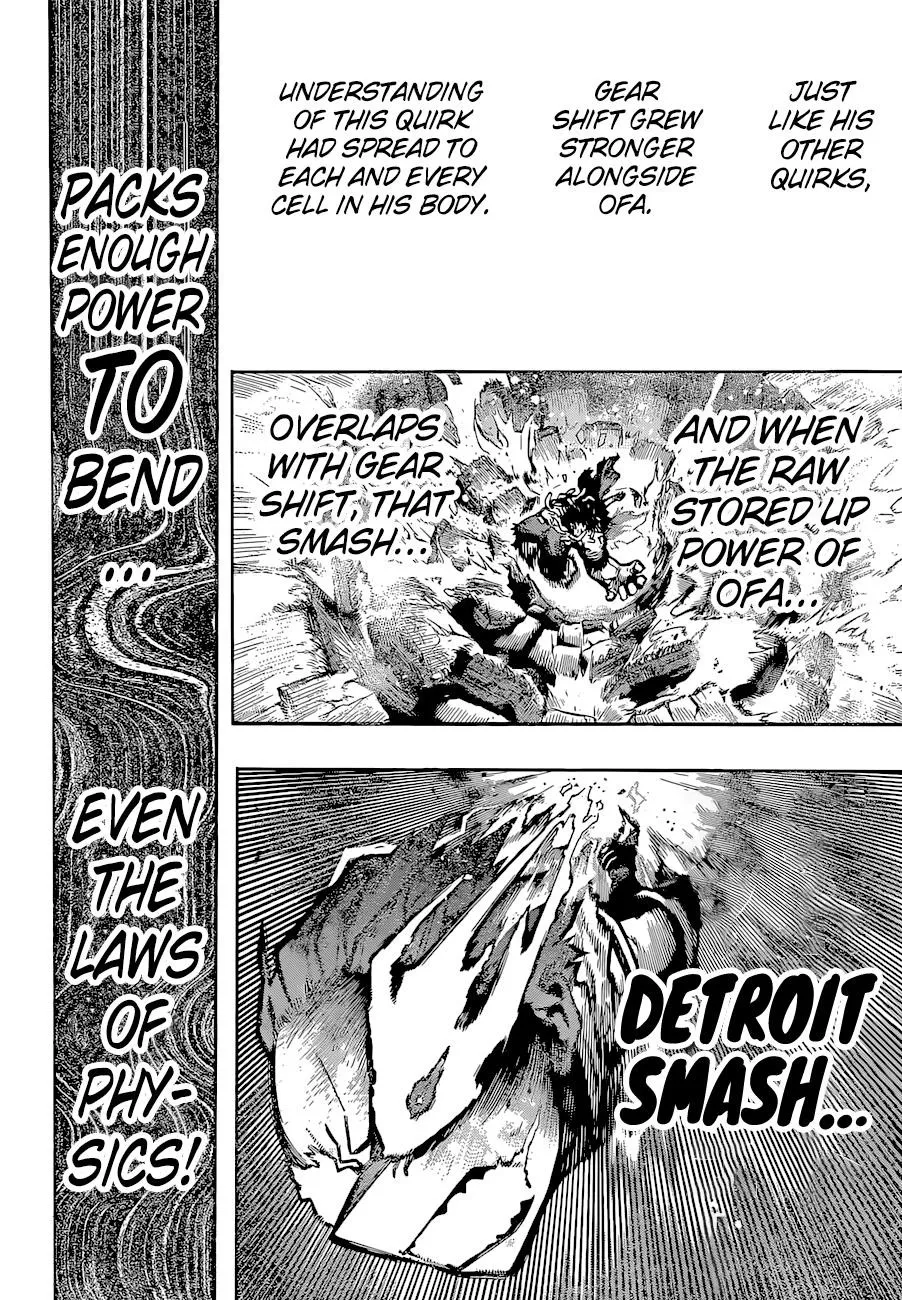 JUST
LIKE HIS
OTHER
QUIRKS,
GEAR
SHIFT GREW
STRONGER
ALONGSIDE
OFA.
UNDERSTANDING
OF THIS QUIRK
HAD SPREAD TO
EACH AND EVERY
CELL IN HIS BODY.
AND WHEN
THE RAW
STORED UP
POWER OF
OFA...
OVERLAPS
WITH GEAR
SHIFT, THAT
SMASH...
DETROIT
SMASH...
PACKS
ENOUGH
POWER
TO
BEND
...
EVEN
THE
LAWS
OF
PHY-
SICS!